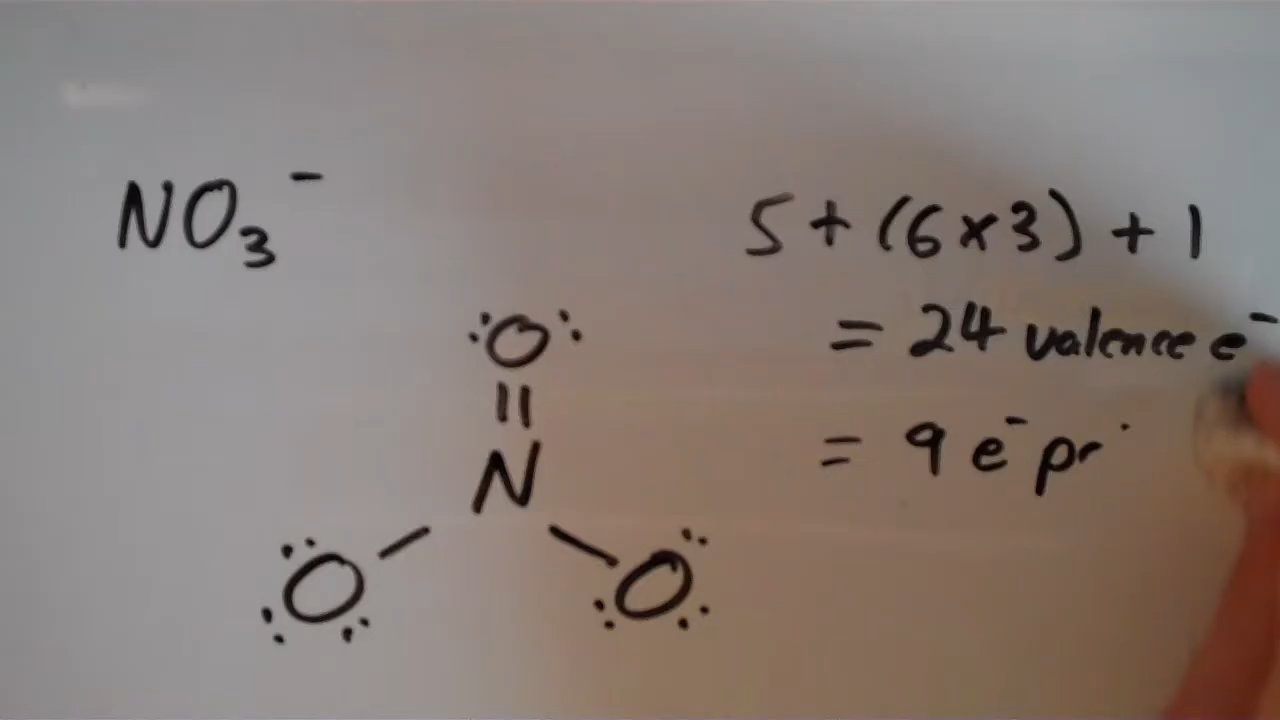 NO₃⁻
5 + (6 × 3) + 1
= 24 valence e⁻
= 9 e⁻ pr
:O:
||
N
O
O